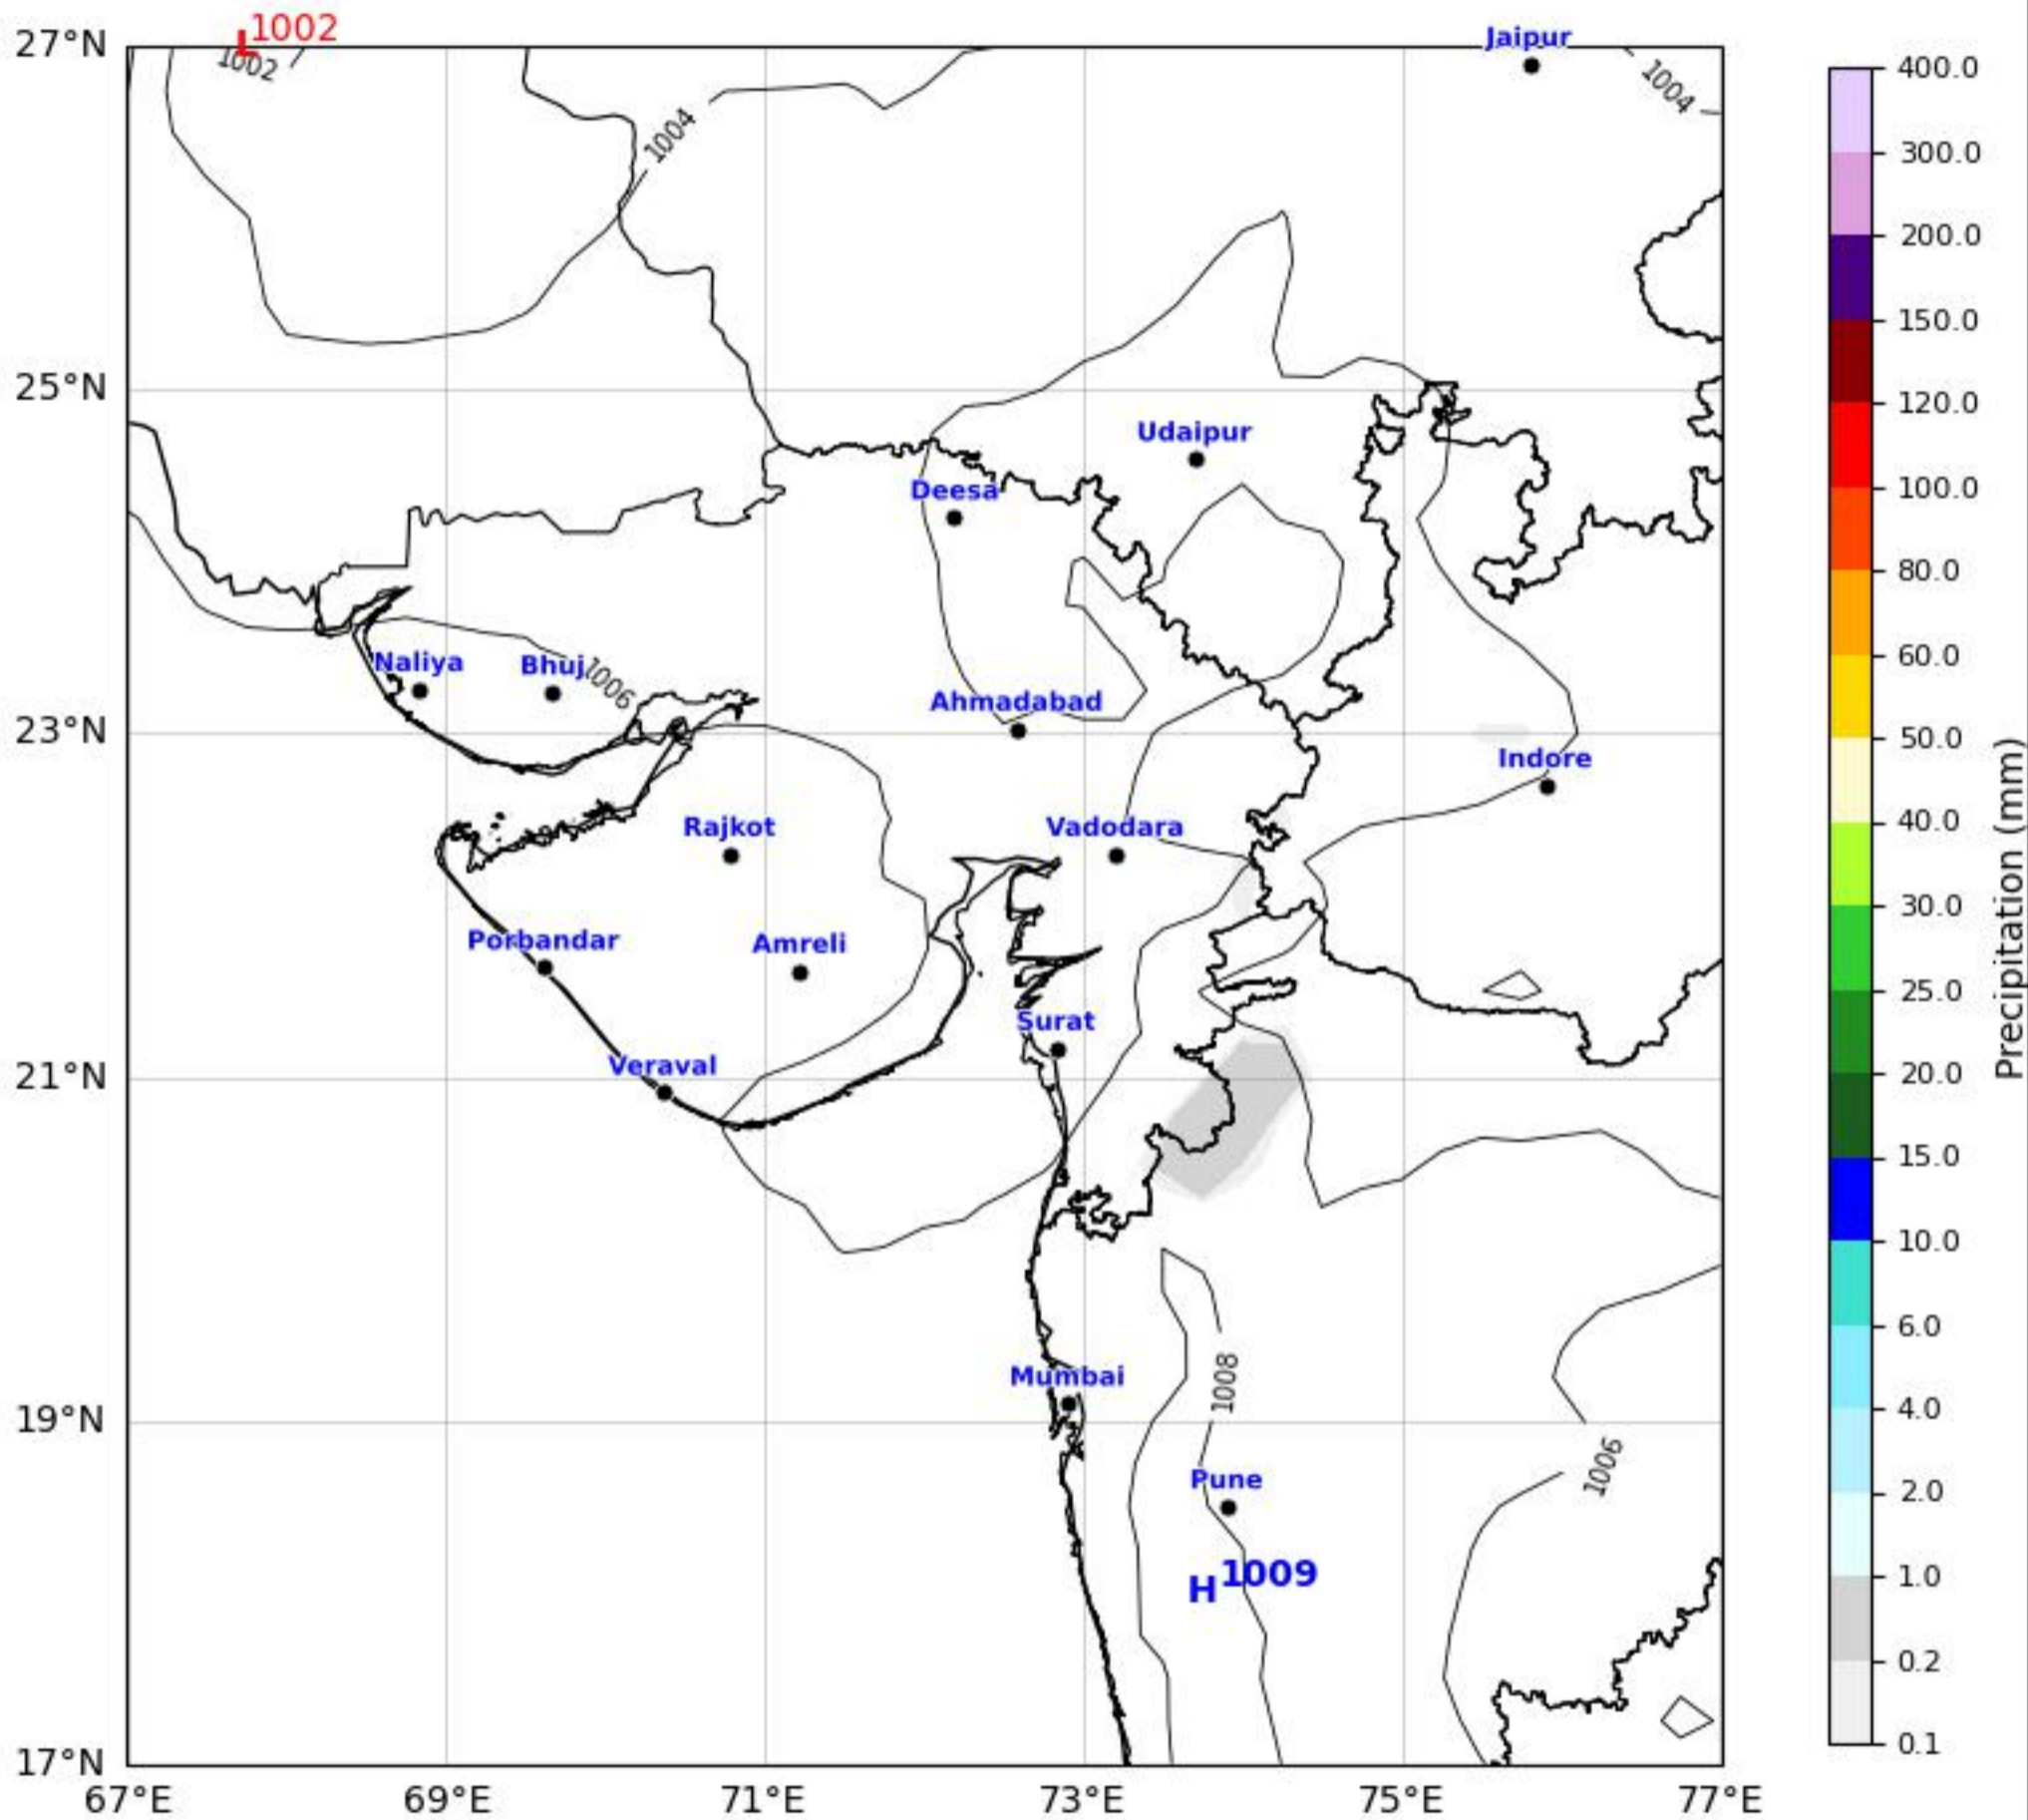 1002
L
1002
Jaipur
1004
1004
Udaipur
Deesa
Naliya
Bhuj
1006
Ahmadabad
Indore
Rajkot
Vadodara
Porbandar
Amreli
Surat
Veraval
Mumbai
1008
1006
Pune
H 1009
27°N
25°N
23°N
21°N
19°N
17°N
67°E
69°E
71°E
73°E
75°E
77°E
400.0
300.0
200.0
150.0
120.0
100.0
80.0
60.0
50.0
40.0
30.0
25.0
20.0
15.0
10.0
6.0
4.0
2.0
1.0
0.2
0.1
Precipitation (mm)